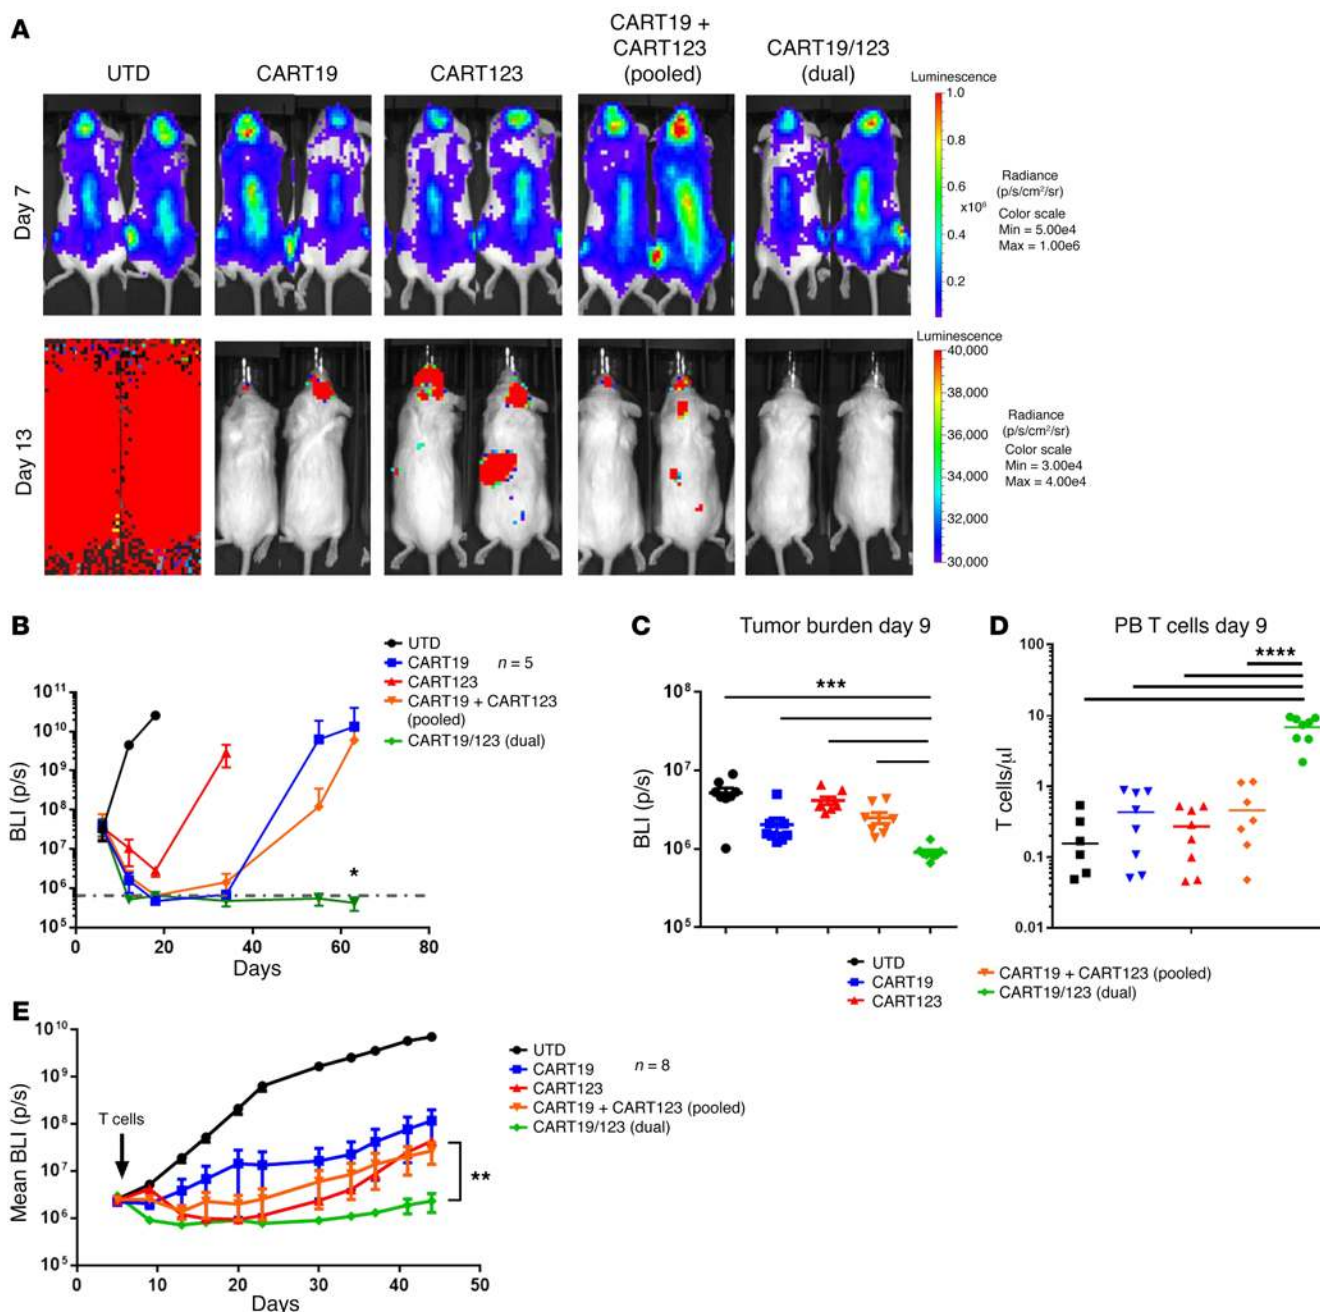 A
UTD
CART19
CART123
CART19 +
CART123
(pooled)
CART19/123
(dual)
Day 7
Luminescence
1.0
0.8
0.6
x10⁶
0.4
0.2
Radiance
(p/s/cm²/sr)
Color scale
Min = 5.00e4
Max = 1.00e6
Day 13
Luminescence
40,000
38,000
36,000
34,000
32,000
30,000
Radiance
(p/s/cm²/sr)
Color scale
Min = 3.00e4
Max = 4.00e4
B
UTD
CART19 n = 5
CART123
CART19 + CART123
(pooled)
CART19/123 (dual)
BLI (p/s)
10¹¹
10¹⁰
10⁹
10⁸
10⁷
10⁶
10⁵
*
0 20 40 60 80
Days
C
Tumor burden day 9
***
BLI (p/s)
10⁸
10⁷
10⁶
10⁵
D
PB T cells day 9
****
T cells/µl
100
10
1
0.1
0.01
UTD
CART19
CART123
CART19 + CART123 (pooled)
CART19/123 (dual)
E
Mean BLI (p/s)
10¹⁰
10⁹
10⁸
10⁷
10⁶
10⁵
T cells
UTD
CART19 n = 8
CART123
CART19 + CART123 (pooled)
CART19/123 (dual)
**
0 10 20 30 40 50
Days